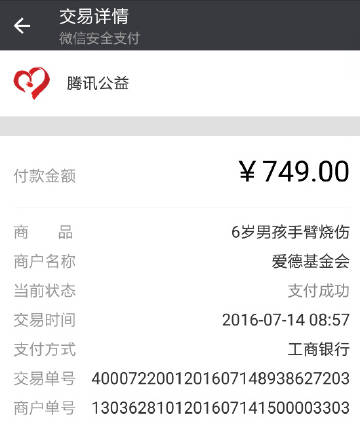 交易详情
微信安全支付
腾讯公益
付款金额 ￥749.00
商 品 6岁男孩手臂烧伤
商户名称 爱德基金会
当前状态 支付成功
交易时间 2016-07-14 08:57
支付方式 工商银行
交易单号 4000722001201607148938627203
商户单号 1303628101201607141500003303